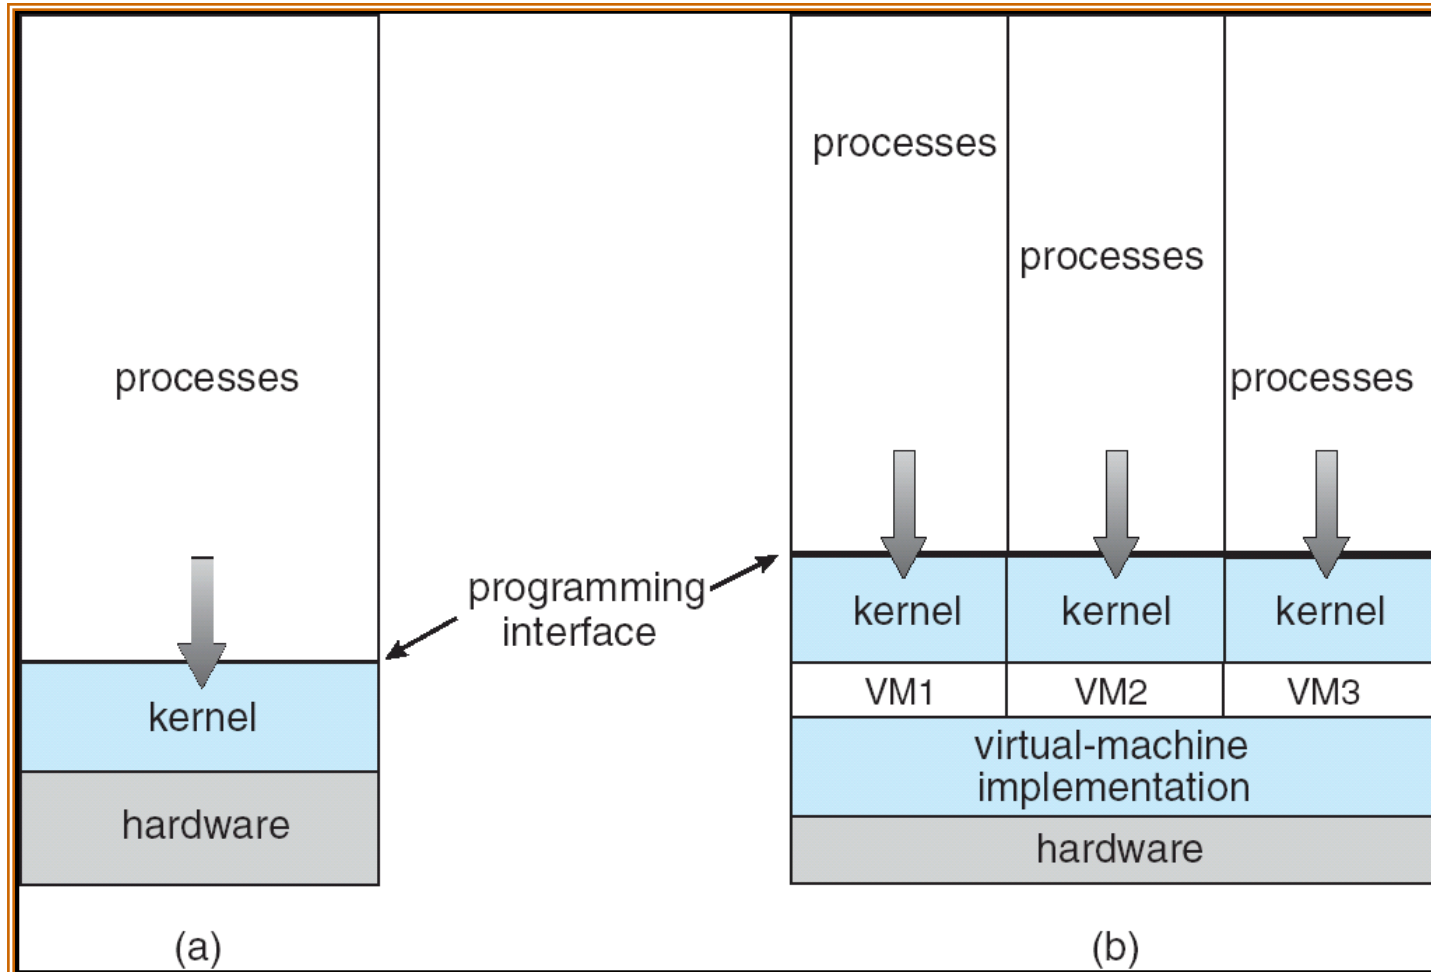 processes
processes
processes
processes
programming
interface
kernel
kernel
kernel
kernel
VM1
VM2
VM3
virtual-machine
implementation
hardware
hardware
(a)
(b)